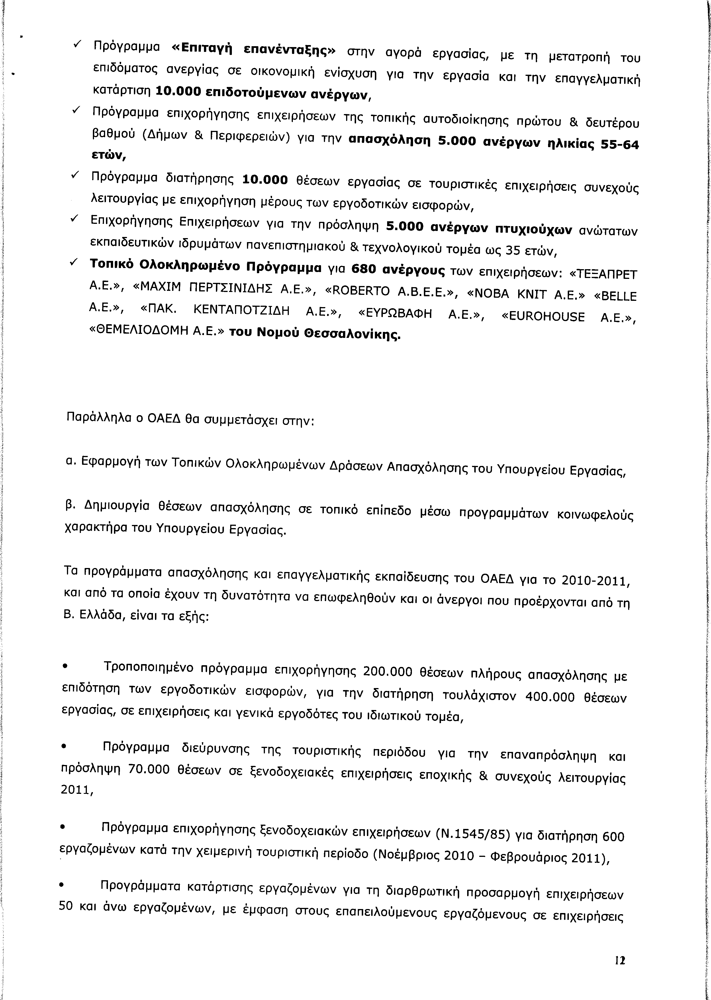 ✓ Πρόγραμμα «Επιταγή επανένταξης» στην αγορά εργασίας, με τη μετατροπή του
επιδόματος ανεργίας σε οικονομική ενίσχυση για την εργασία και την επαγγελματική
κατάρτιση 10.000 επιδοτούμενων ανέργων,
✓ Πρόγραμμα επιχορήγησης επιχειρήσεων της τοπικής αυτοδιοίκησης πρώτου & δευτέρου
βαθμού (Δήμων & Περιφερειών) για την απασχόληση 5.000 ανέργων ηλικίας 55-64
ετών,
✓ Πρόγραμμα διατήρησης 10.000 θέσεων εργασίας σε τουριστικές επιχειρήσεις συνεχούς
λειτουργίας με επιχορήγηση μέρους των εργοδοτικών εισφορών,
✓ Επιχορήγησης Επιχειρήσεων για την πρόσληψη 5.000 ανέργων πτυχιούχων ανώτατων
εκπαιδευτικών ιδρυμάτων πανεπιστημιακού & τεχνολογικού τομέα ως 35 ετών,
✓ Τοπικό Ολοκληρωμένο Πρόγραμμα για 680 ανέργους των επιχειρήσεων: «ΤΕΞΑΠΡΕΤ
Α.Ε.», «ΜΑΧΙΜ ΠΕΡΤΣΙΝΙΔΗΣ Α.Ε.», «ROBERTO Α.Β.Ε.Ε.», «ΝΟΒΑ ΚΝΙΤ Α.Ε.» «BELLE
Α.Ε.», «ΠΑΚ. ΚΕΝΤΑΠΟΤΖΙΔΗ Α.Ε.», «ΕΥΡΩΒΑΦΗ Α.Ε.», «EUROHOUSE Α.Ε.»,
«ΘΕΜΕΛΙΟΔΟΜΗ Α.Ε.» του Νομού Θεσσαλονίκης.
Παράλληλα ο ΟΑΕΔ θα συμμετάσχει στην:
α. Εφαρμογή των Τοπικών Ολοκληρωμένων Δράσεων Απασχόλησης του Υπουργείου Εργασίας,
β. Δημιουργία θέσεων απασχόλησης σε τοπικό επίπεδο μέσω προγραμμάτων κοινωφελούς
χαρακτήρα του Υπουργείου Εργασίας.
Τα προγράμματα απασχόλησης και επαγγελματικής εκπαίδευσης του ΟΑΕΔ για το 2010-2011,
και από τα οποία έχουν τη δυνατότητα να επωφεληθούν και οι άνεργοι που προέρχονται από τη
Β. Ελλάδα, είναι τα εξής:
• Τροποποιημένο πρόγραμμα επιχορήγησης 200.000 θέσεων πλήρους απασχόλησης με
επιδότηση των εργοδοτικών εισφορών, για την διατήρηση τουλάχιστον 400.000 θέσεων
εργασίας, σε επιχειρήσεις και γενικά εργοδότες του ιδιωτικού τομέα,
• Πρόγραμμα διεύρυνσης της τουριστικής περιόδου για την επαναπρόσληψη και
πρόσληψη 70.000 θέσεων σε ξενοδοχειακές επιχειρήσεις εποχικής & συνεχούς λειτουργίας
2011,
• Πρόγραμμα επιχορήγησης ξενοδοχειακών επιχειρήσεων (Ν.1545/85) για διατήρηση 600
εργαζομένων κατά την χειμερινή τουριστική περίοδο (Νοέμβριος 2010 – Φεβρουάριος 2011),
• Προγράμματα κατάρτισης εργαζομένων για τη διαρθρωτική προσαρμογή επιχειρήσεων
50 και άνω εργαζομένων, με έμφαση στους επαπειλούμενους εργαζόμενους σε επιχειρήσεις
12